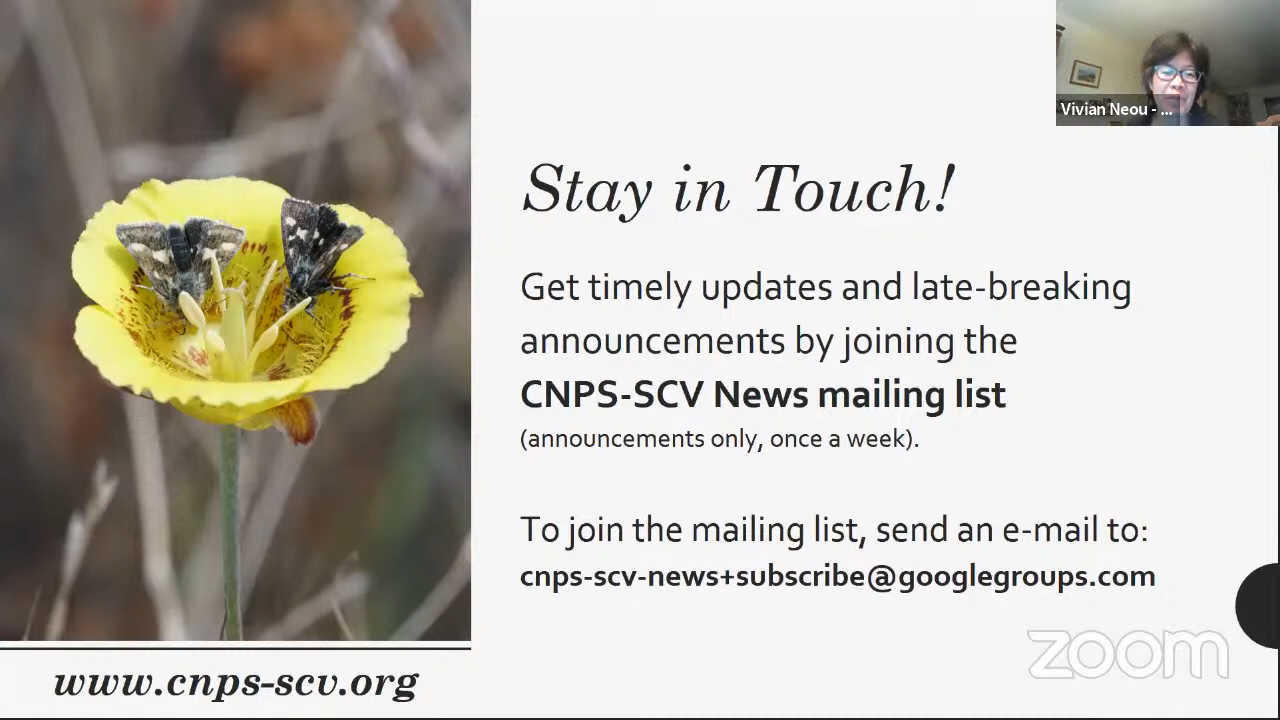 Vivian Neou - ...
Stay in Touch!
Get timely updates and late-breaking
announcements by joining the
CNPS-SCV News mailing list
(announcements only, once a week).
To join the mailing list, send an e-mail to:
cnps-scv-news+subscribe@googlegroups.com
zoom
www.cnps-scv.org